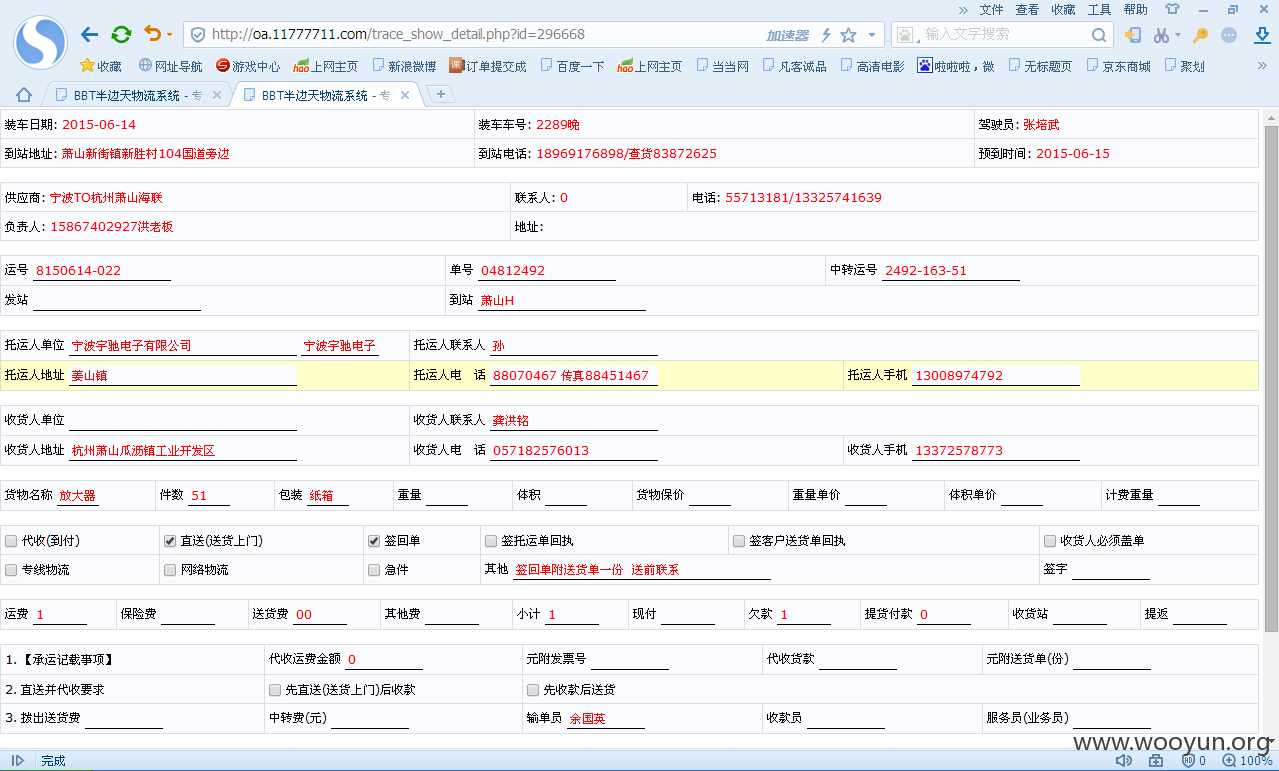 » 文件 查看 收藏 工具 帮助
http://oa.11777711.com/trace_show_detail.php?id=296668 加速器 输入文字搜索
收藏 网址导航 游戏中心 hao 上网主页 新浪微博 订单提交成 百度一下 hao 上网主页 当当网 凡客诚品 高清电影 啦啦啦，微 无标题页 京东商城 聚划 »
BBT半边天物流系统 - 专 × BBT半边天物流系统 - 专 × +
装车日期: 2015-06-14 装车车号: 2289晚 驾驶员: 张培武
到站地址: 萧山新街镇新胜村104国道旁边 到站电话: 18969176898/查货83872625 预到时间: 2015-06-15
供应商: 宁波TO杭州萧山海联 联系人: 0 电话: 55713181/13325741639
负责人: 15867402927洪老板 地址:
运号 8150614-022 单号 04812492 中转运号 2492-163-51
发站 到站 萧山H
托运人单位 宁波宇驰电子有限公司 宁波宇驰电子 托运人联系人 孙
托运人地址 姜山镇 托运人电 话 88070467 传真88451467 托运人手机 13008974792
收货人单位 收货人联系人 龚洪铭
收货人地址 杭州萧山瓜沥镇工业开发区 收货人电 话 057182576013 收货人手机 13372578773
货物名称 放大器 件数 51 包装 纸箱 重量 体积 货物保价 重量单价 体积单价 计费重量
代收(到付) 直送(送货上门) 签回单 签托运单回执 签客户送货单回执 收货人必须盖单
专线物流 网络物流 急件 其他 签回单附送货单一份 送前联系 签字
运费 1 保险费 送货费 00 其他费 小计 1 现付 欠款 1 提货付款 0 收货站 提返
1.【承运记载事项】 代收运费金额 0 元附发票号 代收货款 元附送货单(份)
2. 直送并代收要求 先直送(送货上门)后收款 先收款后送货
3. 拨出送货费 中转费(元) 输单员 余国英 收款员 服务员(业务员)
www.wooyun.org
完成 0 100%